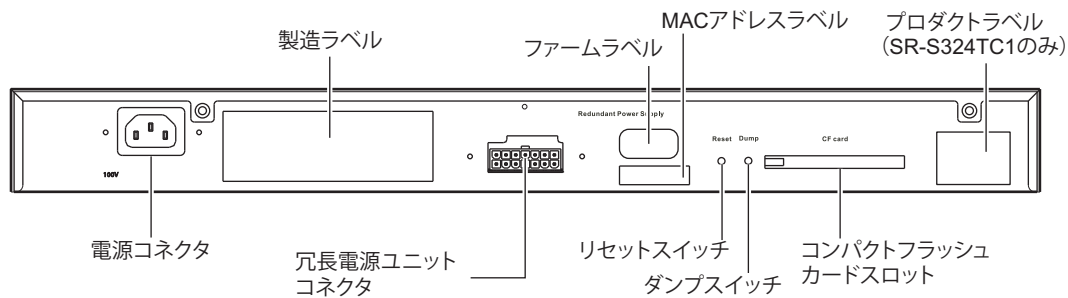 MACアドレスラベル
プロダクトラベル
（SR-S324TC1のみ）
製造ラベル
ファームラベル
Redundant Power Supply
Reset
Dump
CF card
100V
電源コネクタ
冗長電源ユニット
コネクタ
リセットスイッチ
ダンプスイッチ
コンパクトフラッシュ
カードスロット